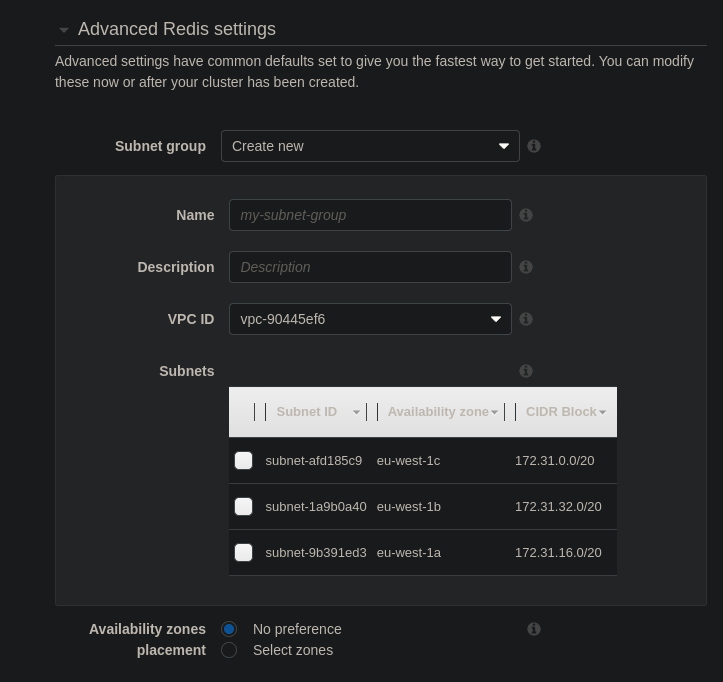 Advanced Redis settings
Advanced settings have common defaults set to give you the fastest way to get started. You can modify
these now or after your cluster has been created.
Subnet group Create new
Name my-subnet-group
Description Description
VPC ID vpc-90445ef6
Subnets
Subnet ID Availability zone CIDR Block
subnet-afd185c9 eu-west-1c 172.31.0.0/20
subnet-1a9b0a40 eu-west-1b 172.31.32.0/20
subnet-9b391ed3 eu-west-1a 172.31.16.0/20
Availability zones No preference
placement Select zones